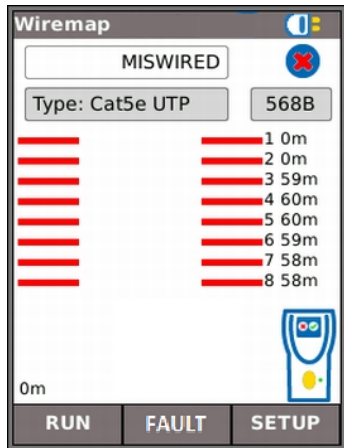 Wiremap
MISWIRED
Type: Cat5e UTP 568B
1 0m
2 0m
3 59m
4 60m
5 60m
6 59m
7 58m
8 58m
0m
RUN FAULT SETUP